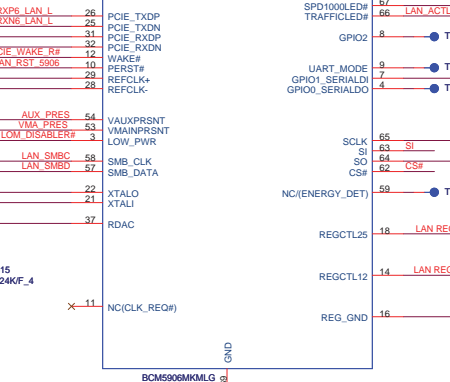 67
SPD1000LED#
RXP6_LAN_L 26 PCIE_TXDP TRAFFICLED# 66 LAN_ACTL
RXN6_LAN_L 25 PCIE_TXDN
31 PCIE_RXDP GPIO2 8 T
32 PCIE_RXDN
CIE_WAKE_R# 12 WAKE#
AN_RST_5906 10 PERST# UART_MODE 9 T
29 REFCLK+ GPIO1_SERIALDI 7
28 REFCLK- GPIO0_SERIALDO 4 T
AUX_PRES 54 VAUXPRSNT
VMA_PRES 53 VMAINPRSNT
LOM_DISABLER# 3 LOW_PWR SCLK 65
SI 63 SI
LAN_SMBC 58 SMB_CLK SO 64
LAN_SMBD 57 SMB_DATA CS# 62 CS#
22 XTALO NC/(ENERGY_DET) 59 T
21 XTALI
37 RDAC
REGCTL25 18 LAN REG
15
24K/F_4
REGCTL12 14 LAN REG
11 NC(CLK_REQ#)
REG_GND 16
GND
BCM5906MKMLG